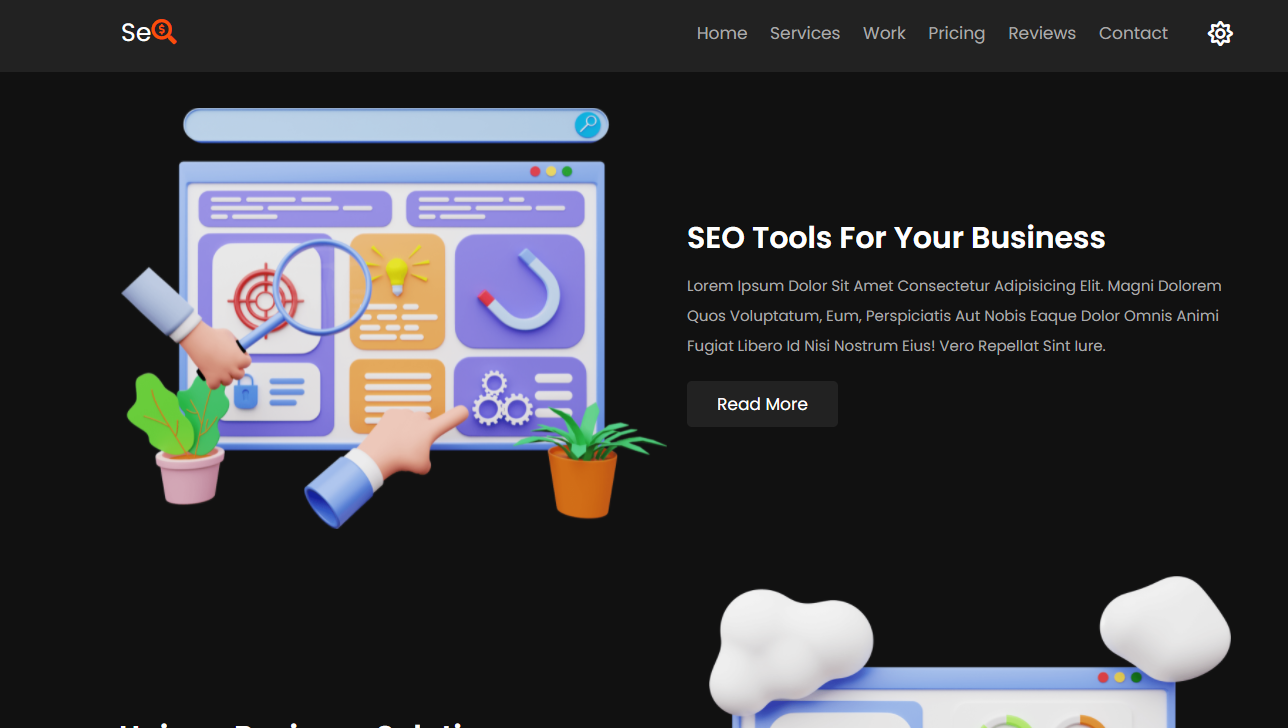 Se
Home Services Work Pricing Reviews Contact
SEO Tools For Your Business
Lorem Ipsum Dolor Sit Amet Consectetur Adipisicing Elit. Magni Dolorem
Quos Voluptatum, Eum, Perspiciatis Aut Nobis Eaque Dolor Omnis Animi
Fugiat Libero Id Nisi Nostrum Eius! Vero Repellat Sint Iure.
Read More